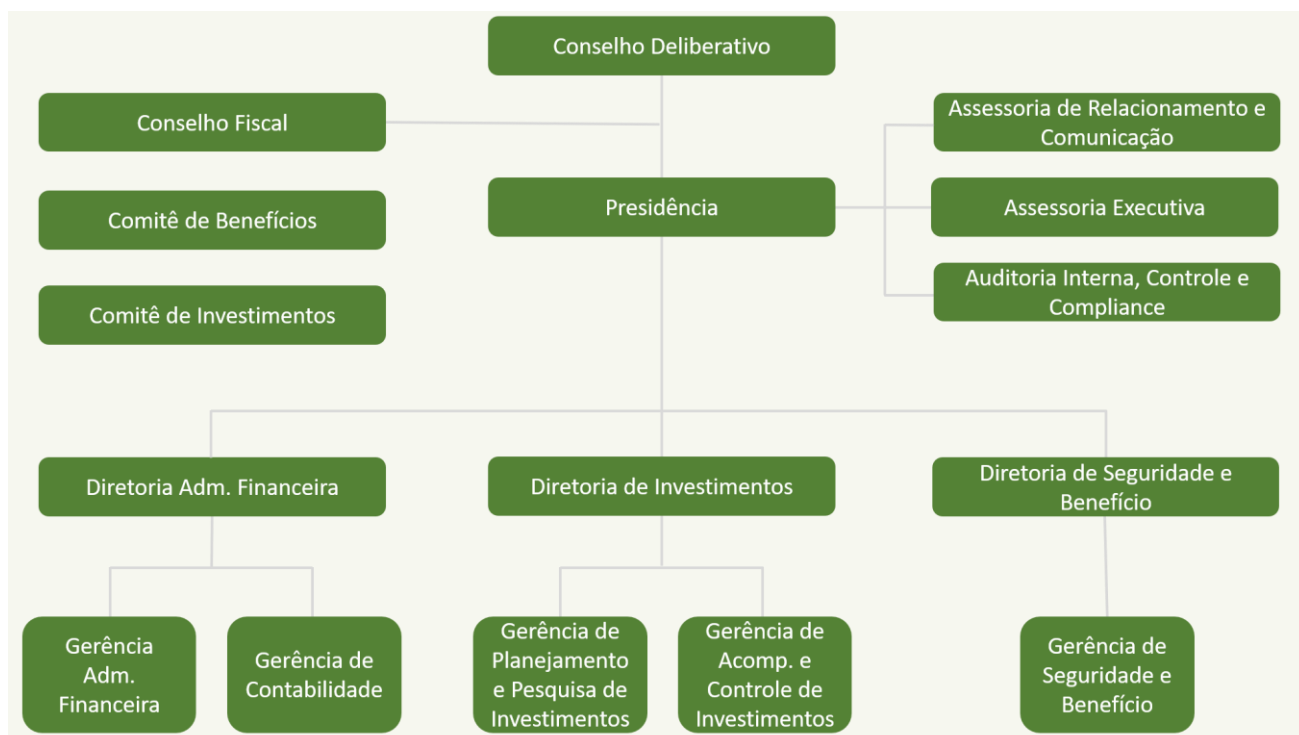 Conselho Deliberativo
Conselho Fiscal
Assessoria de Relacionamento e
Comunicação
Comitê de Benefícios
Presidência
Assessoria Executiva
Comitê de Investimentos
Auditoria Interna, Controle e
Compliance
Diretoria Adm. Financeira
Diretoria de Investimentos
Diretoria de Seguridade e
Benefício
Gerência
Adm.
Financeira
Gerência de
Contabilidade
Gerência de
Planejamento
e Pesquisa de
Investimentos
Gerência de
Acomp. e
Controle de
Investimentos
Gerência de
Seguridade e
Benefício